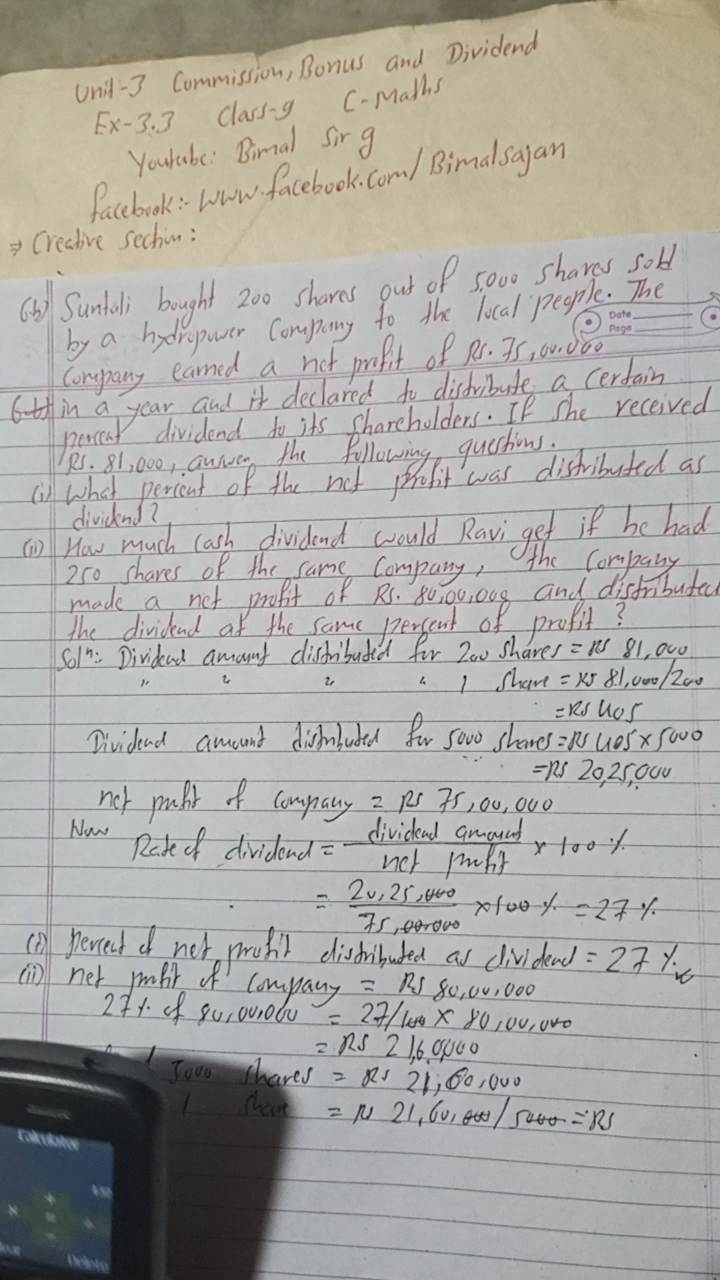 Unit-3 Commission, Bonus and Dividend
Ex-3.3 Class-9 C-Maths
Youtube: Bimal Sir g
facebook:- www.facebook.com/Bimalsajan
⇒ Creative section:
6b) Suntali bought 200 shares out of 5,000 shares sold
by a hydropower Company to the local people. The
Date
Page
Company earned a net profit of Rs. 75,00,000
in a year and it declared to distribute a certain
percent dividend to its shareholders. If she received
Rs. 81,000, answer the following questions.
(i) What percent of the net profit was distributed as
dividend?
(ii) How much cash dividend would Ravi get if he had
250 shares of the same Company, the Company
made a net profit of Rs. 80,00,000 and distributed
the dividend at the same percent of profit?
Solⁿ: Dividend amount distributed for 200 shares = RS 81,000
" " " " 1 share = RS 81,000/200
= RS 405
Dividend amount distributed for 5000 shares = RS 405 × 5000
= RS 20,25,000
net profit of Company = RS 75,00,000
Now
Rate of dividend = dividend amount / net profit × 100 %
= 20,25,000 / 75,00,000 × 100 % = 27 %
(i) Percent of net profit distributed as dividend = 27 %
(ii) net profit of Company = RS 80,00,000
27% of 80,00,000 = 27/100 × 80,00,000
= RS 21,60,000
5000 shares = RS 21,60,000
1 share = RS 21,60,000/5000 = RS
Calculator